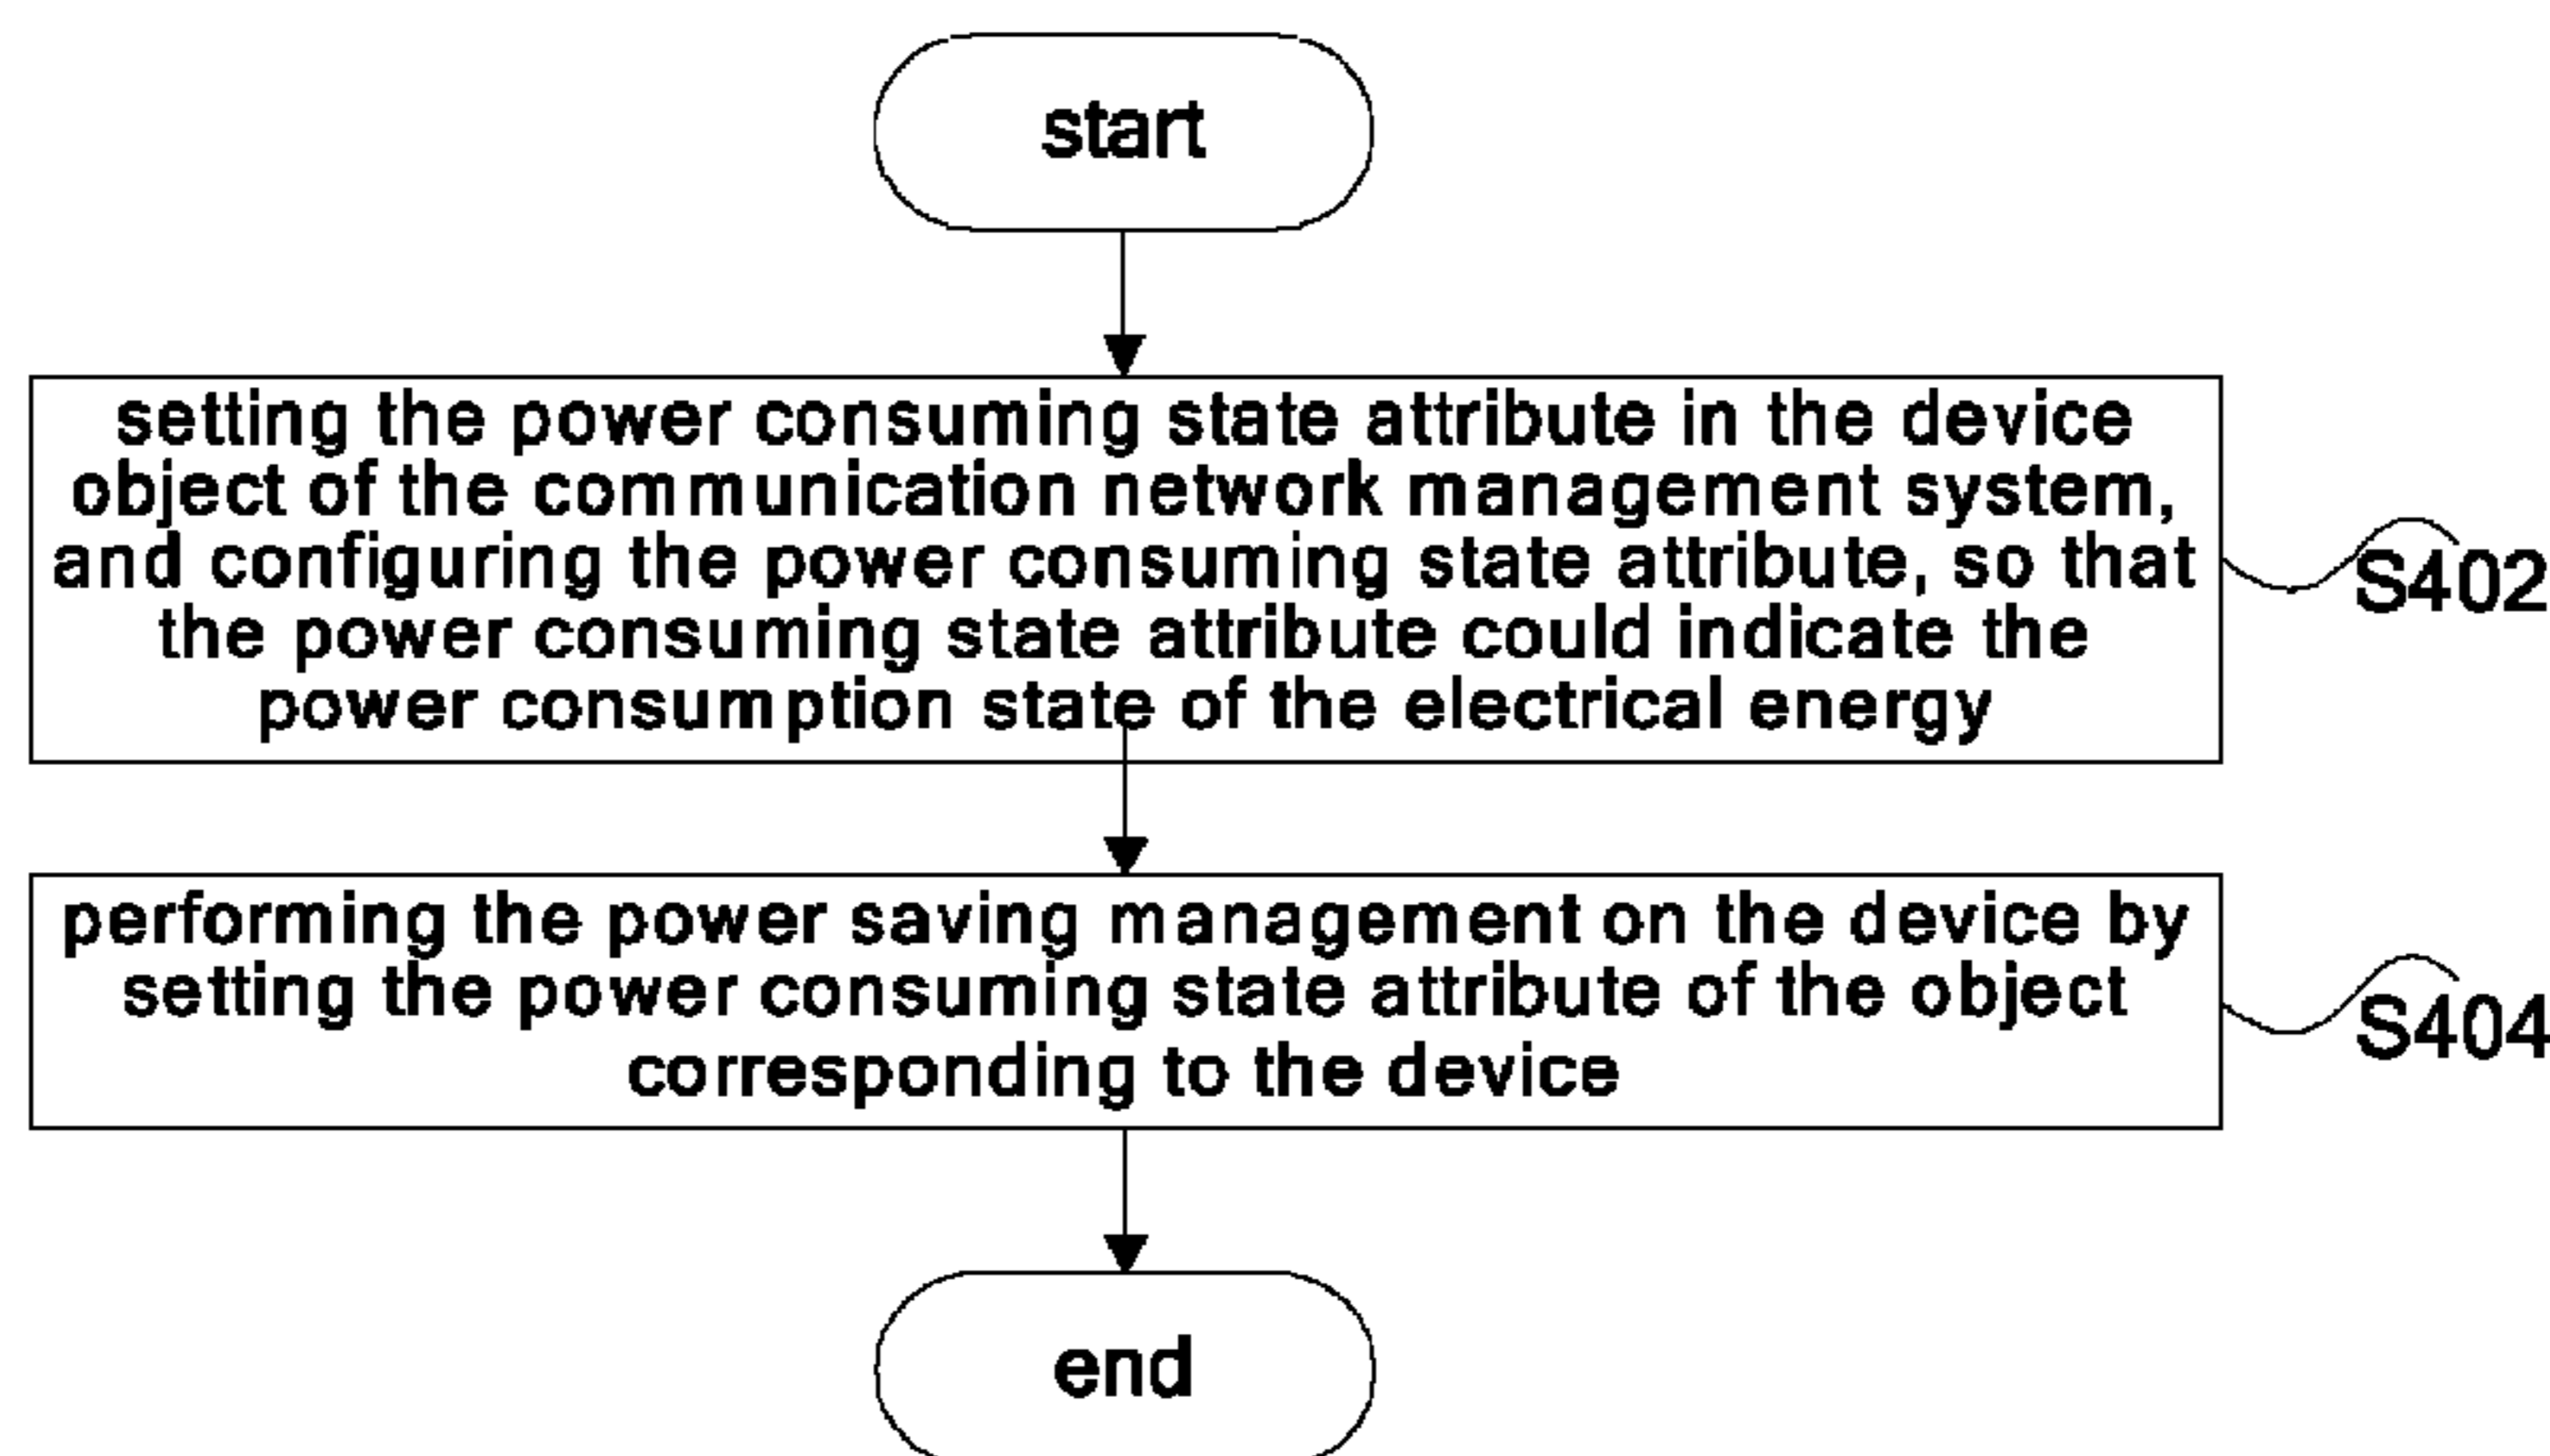 start
setting the power consuming state attribute in the device
object of the communication network management system,
and configuring the power consuming state attribute, so that
the power consuming state attribute could indicate the
power consumption state of the electrical energy
S402
performing the power saving management on the device by
setting the power consuming state attribute of the object
corresponding to the device
S404
end